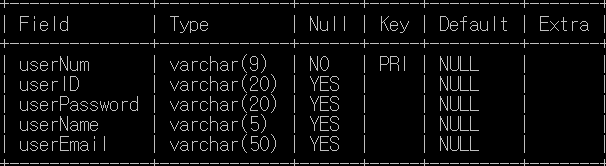 | Field | Type | Null | Key | Default | Extra |
| userNum | varchar(9) | NO | PRI | NULL | |
| userID | varchar(20) | YES | | NULL | |
| userPassword | varchar(20) | YES | | NULL | |
| userName | varchar(5) | YES | | NULL | |
| userEmail | varchar(50) | YES | | NULL | |